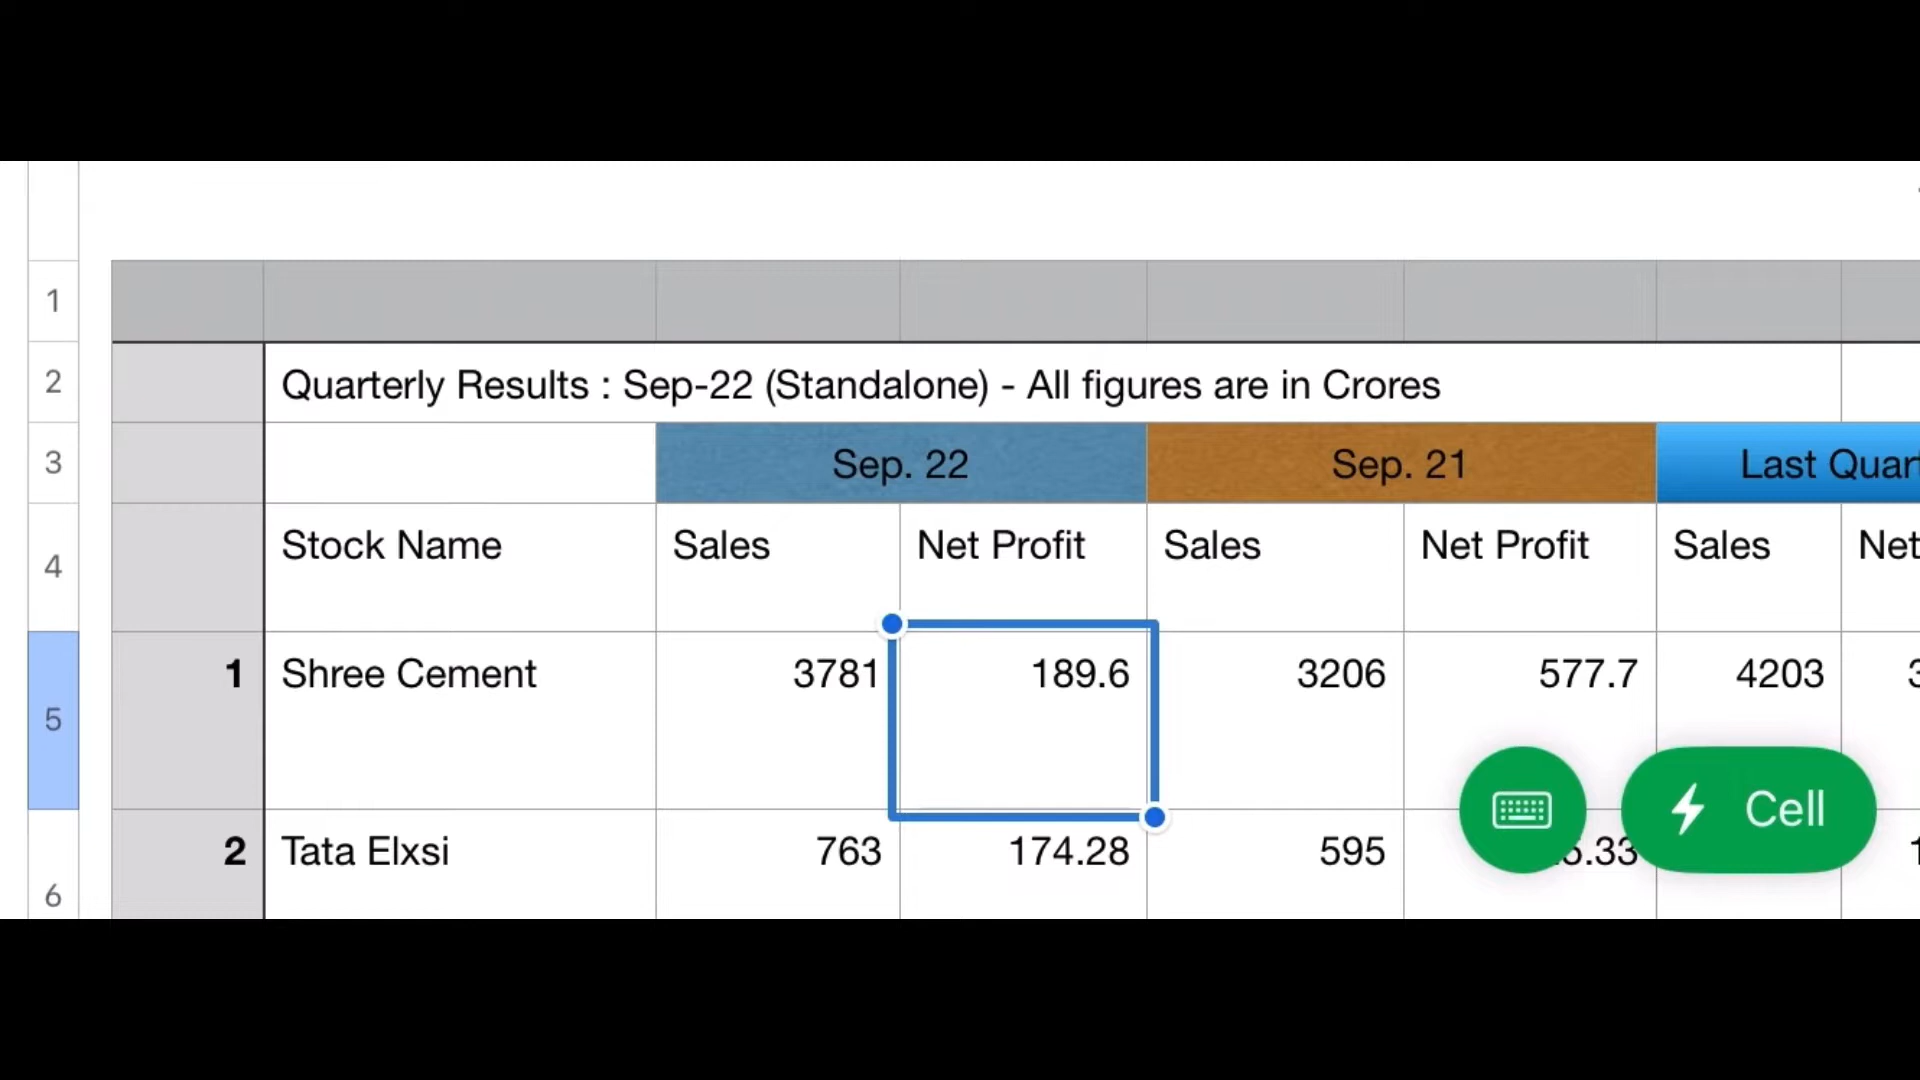 1
2 Quarterly Results : Sep-22 (Standalone) - All figures are in Crores
3 Sep. 22 Sep. 21 Last
4 Stock Name Sales Net Profit Sales Net Profit Sales Net
5 1 Shree Cement 3781 189.6 3206 577.7 4203
Cell
6 2 Tata Elxsi 763 174.28 595